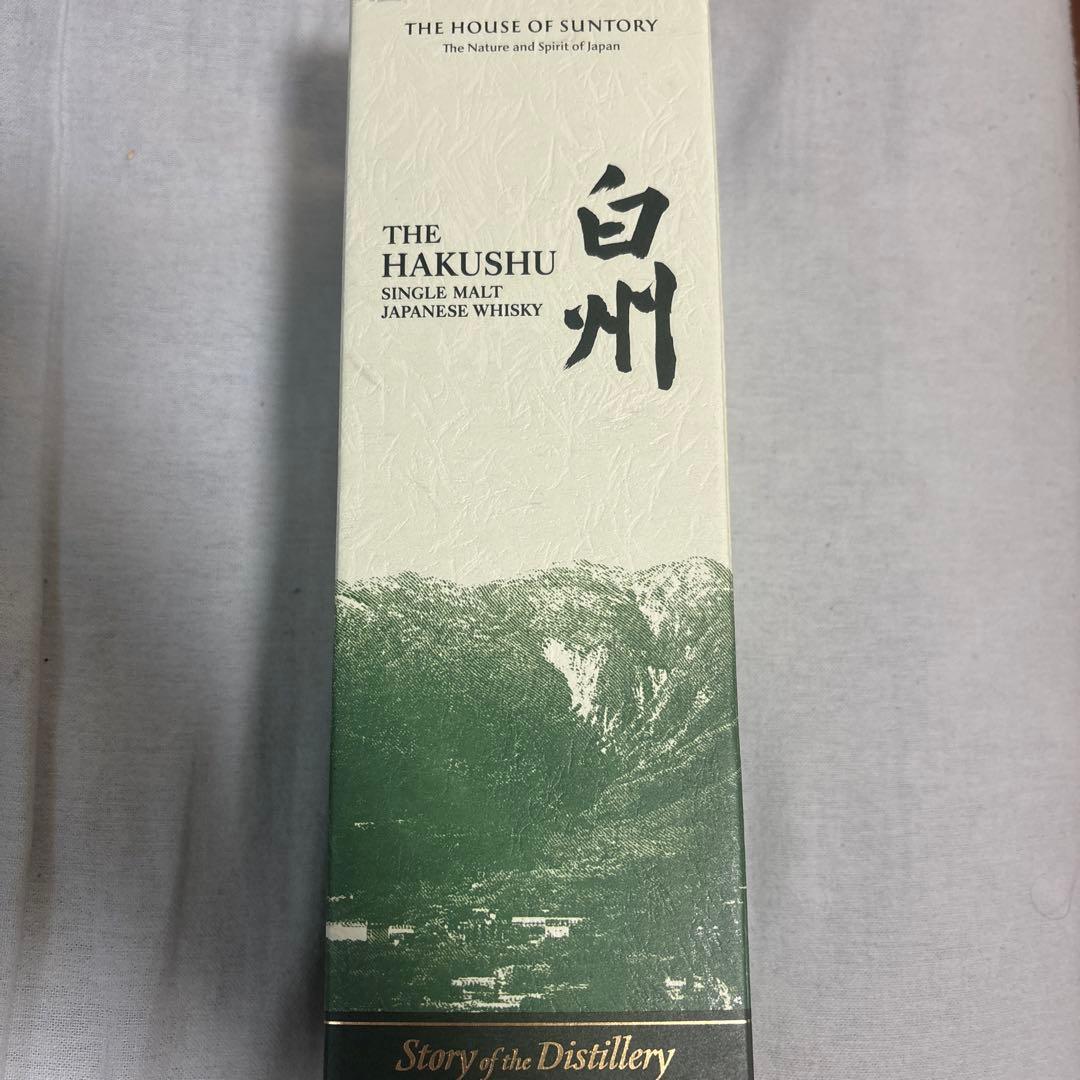 THE HOUSE OF SUNTORY
The Nature and Spirit of Japan
白州
THE
HAKUSHU
SINGLE MALT
JAPANESE WHISKY
Story of the Distillery